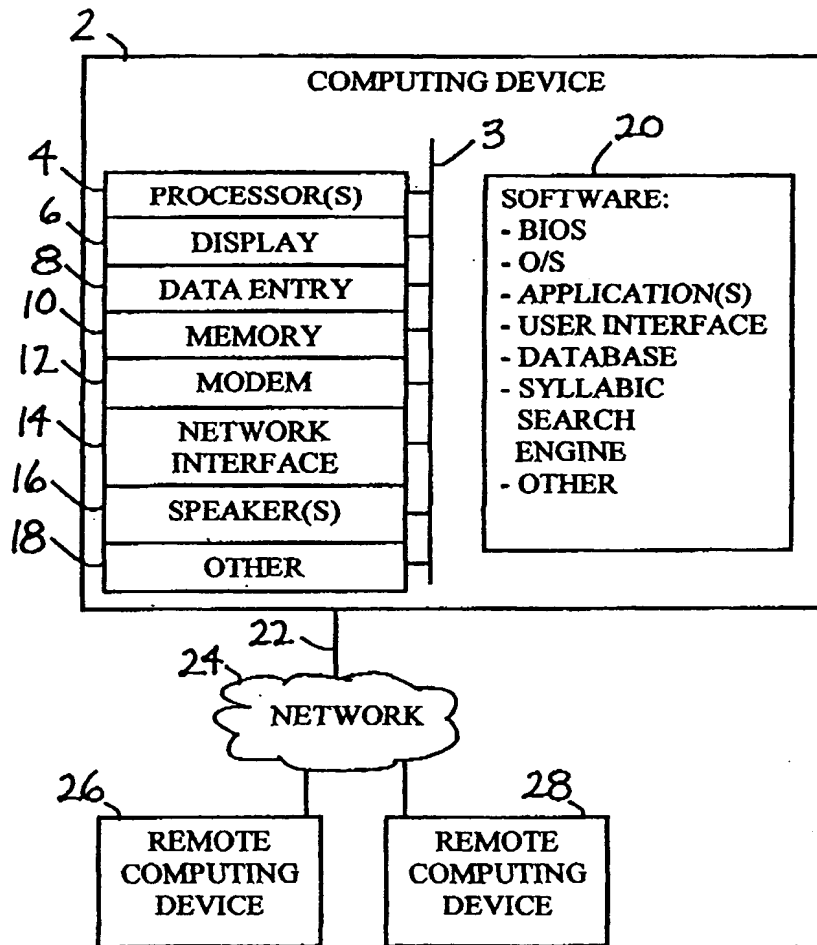 2
COMPUTING DEVICE
3
20
4
PROCESSOR(S)
6
DISPLAY
8
DATA ENTRY
10
MEMORY
12
MODEM
14
NETWORK
INTERFACE
16
SPEAKER(S)
18
OTHER
SOFTWARE:
- BIOS
- O/S
- APPLICATION(S)
- USER INTERFACE
- DATABASE
- SYLLABIC
SEARCH
ENGINE
- OTHER
22
24
NETWORK
26
REMOTE
COMPUTING
DEVICE
28
REMOTE
COMPUTING
DEVICE